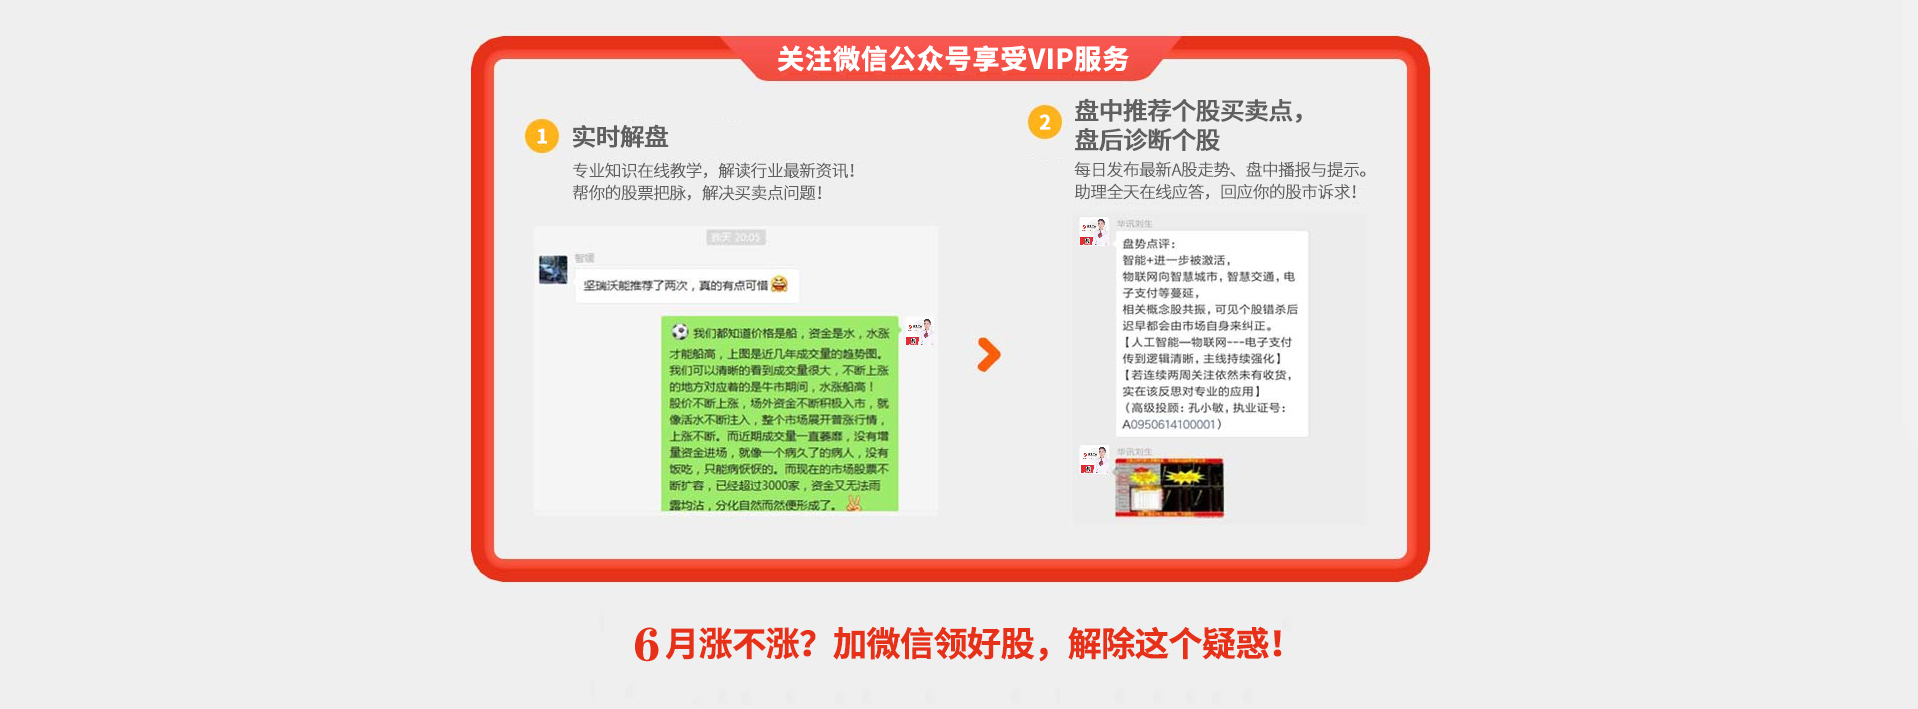 关注微信公众号享受VIP服务
1 实时解盘
专业知识在线教学，解读行业最新资讯！
帮你的股票把脉，解决买卖点问题！
昨天 20:05
坚瑞沃能推荐了两次，真的有点可惜
我们都知道价格是船，资金是水，水涨
才能船高，上图是近几年成交量的趋势图。
我们可以清晰的看到成交量很大，不断上涨
的地方对应着的是牛市期间，水涨船高！
股价不断上涨，场外资金不断积极入市，就
像活水不断注入，整个市场展开普涨行情，
上涨不断。而近期成交量一直萎靡，没有增
量资金进场，就像一个病久了的病人，没有
饭吃，只能病恹恹的。而现在的市场股票不
断扩容，已经超过3000家，资金又无法雨
露均沾，分化自然而然便形成了。
2 盘中推荐个股买卖点，
盘后诊断个股
每日发布最新A股走势、盘中播报与提示。
助理全天在线应答，回应你的股市诉求！
华讯刘生
盘势点评：
智能+进一步被激活，
物联网向智慧城市，智慧交通，电
子支付等蔓延，
相关概念股共振，可见个股错杀后
迟早都会由市场自身来纠正。
【人工智能—物联网---电子支付
传到逻辑清晰，主线持续强化】
【若连续两周关注依然未有收货，
实在该反思对专业的应用】
（高级投顾：孔小敏，执业证号：
A0950614100001）
华讯刘生
6月涨不涨？加微信领好股，解除这个疑惑！